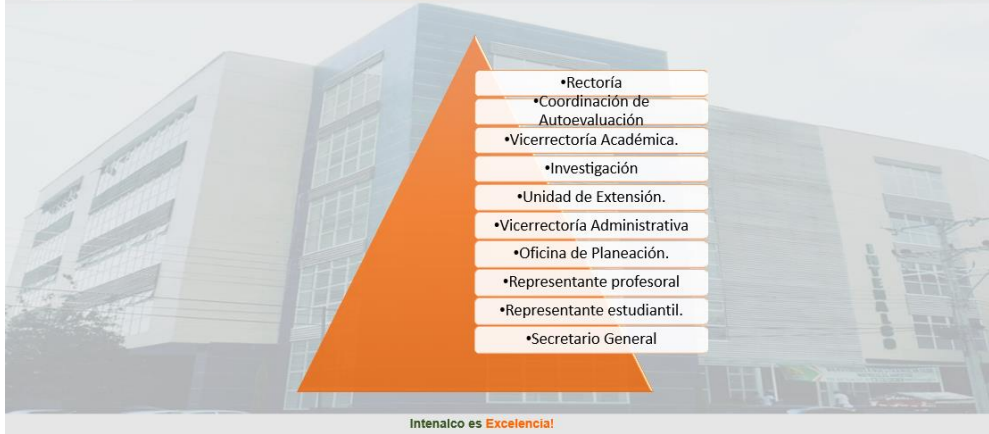 •Rectoría
•Coordinación de
Autoevaluación
•Vicerrectoría Académica.
•Investigación
•Unidad de Extensión.
•Vicerrectoría Administrativa
•Oficina de Planeación.
•Representante profesoral
•Representante estudiantil.
•Secretario General
INTENALCO
Intenalco es Excelencia!